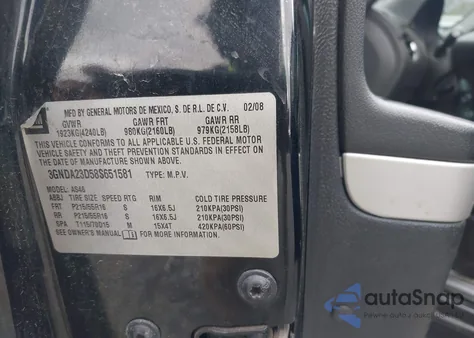 MFD BY GENERAL MOTORS DE MEXICO, S. DE R.L. DE C.V. 02/08
GVWR GAWR FRT GAWR RR
1923KG(4240LB) 980KG(2160LB) 979KG(2158LB)
THIS VEHICLE CONFORMS TO ALL APPLICABLE U.S. FEDERAL MOTOR
VEHICLE SAFETY AND THEFT PREVENTION STANDARDS IN
EFFECT ON THE DATE OF MANUFACTURE SHOWN ABOVE.
3GNDA23D58S651581 TYPE: M.P.V.
MODEL: AS46
TIRE SIZE SPEED RTG RIM COLD TIRE PRESSURE
FRT P215/55R16 S 16X6.5J 210KPA(30PSI)
RR P215/55R16 S 16X6.5J 210KPA(30PSI)
SPA T115/70D15 M 15X4T 420KPA(60PSI)
SEE OWNER'S MANUAL FOR MORE INFORMATION.
autoSnap